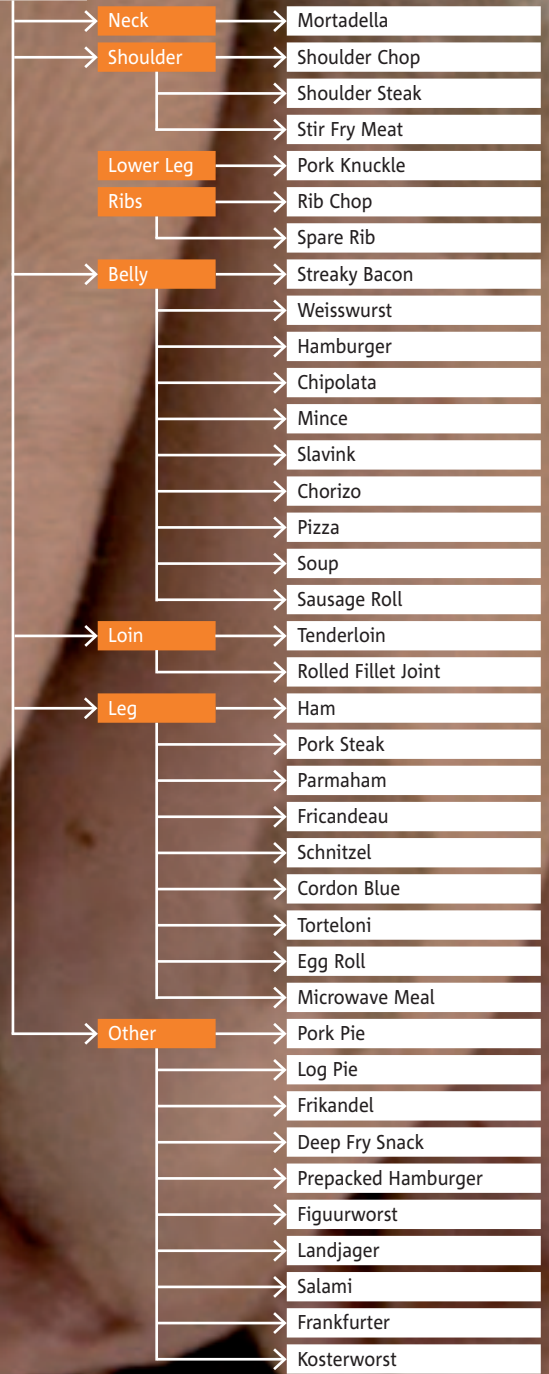 Neck Mortadella
Shoulder Shoulder Chop
Shoulder Steak
Stir Fry Meat
Lower Leg Pork Knuckle
Ribs Rib Chop
Spare Rib
Belly Streaky Bacon
Weisswurst
Hamburger
Chipolata
Mince
Slavink
Chorizo
Pizza
Soup
Sausage Roll
Loin Tenderloin
Rolled Fillet Joint
Leg Ham
Pork Steak
Parmaham
Fricandeau
Schnitzel
Cordon Blue
Torteloni
Egg Roll
Microwave Meal
Other Pork Pie
Log Pie
Frikandel
Deep Fry Snack
Prepacked Hamburger
Figuurworst
Landjager
Salami
Frankfurter
Kosterworst